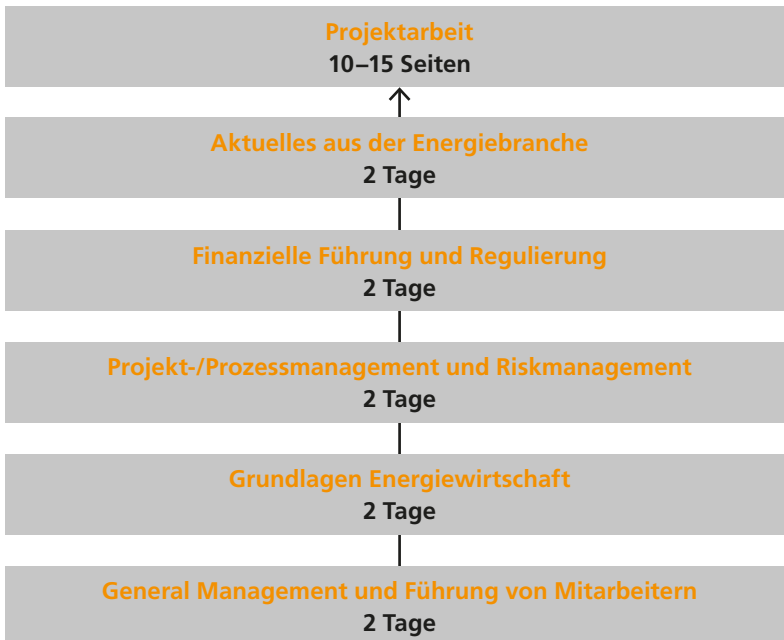 Projektarbeit
10–15 Seiten
Aktuelles aus der Energiebranche
2 Tage
Finanzielle Führung und Regulierung
2 Tage
Projekt-/Prozessmanagement und Riskmanagement
2 Tage
Grundlagen Energiewirtschaft
2 Tage
General Management und Führung von Mitarbeitern
2 Tage